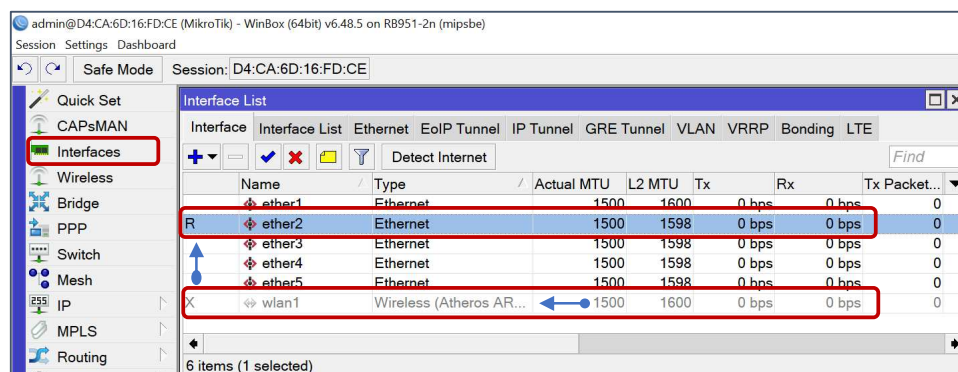 admin@D4:CA:6D:16:FD:CE (MikroTik) - WinBox (64bit) v6.48.5 on RB951-2n (mipsbe)
Session Settings Dashboard
Safe Mode Session: D4:CA:6D:16:FD:CE
Quick Set
CAPsMAN
Interfaces
Wireless
Bridge
PPP
Switch
Mesh
255 IP
MPLS
Routing
Interface List
Interface Interface List Ethernet EoIP Tunnel IP Tunnel GRE Tunnel VLAN VRRP Bonding LTE
Detect Internet Find
Name Type Actual MTU L2 MTU Tx Rx Tx Packet...
ether1 Ethernet 1500 1600 0 bps 0 bps 0
R ether2 Ethernet 1500 1598 0 bps 0 bps 0
ether3 Ethernet 1500 1598 0 bps 0 bps 0
ether4 Ethernet 1500 1598 0 bps 0 bps 0
ether5 Ethernet 1500 1598 0 bps 0 bps 0
X wlan1 Wireless (Atheros AR... 1500 1600 0 bps 0 bps 0
6 items (1 selected)